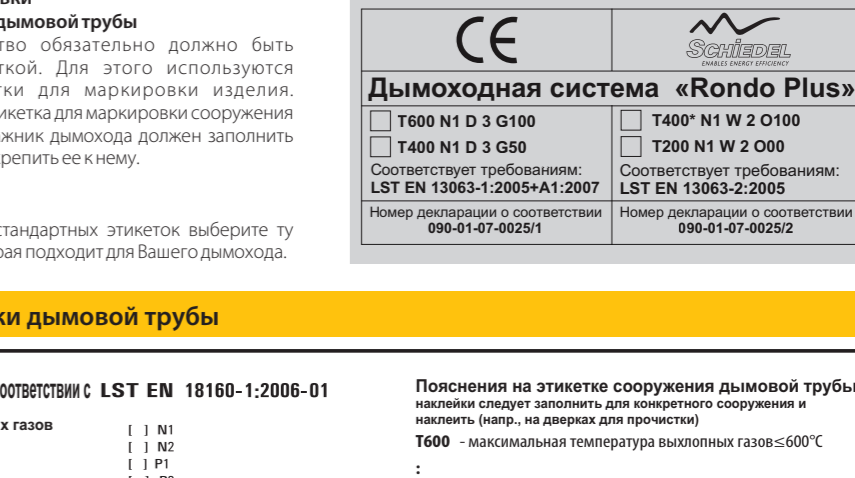 дымовой трубы
тво обязательно должно быть
ткой. Для этого используются
тки для маркировки изделия.
икетка для маркировки сооружения
ажник дымохода должен заполнить
крепить ее к нему.
стандартных этикеток выберите ту
рая подходит для Вашего дымохода.
CE
SCHIEDEL
ENABLES ENERGY EFFICIENCY
Дымоходная система «Rondo Plus»
T600 N1 D 3 G100
T400 N1 D 3 G50
Соответствует требованиям:
LST EN 13063-1:2005+A1:2007
Номер декларации о соответствии
090-01-07-0025/1
T400* N1 W 2 O100
T200 N1 W 2 O00
Соответствует требованиям:
LST EN 13063-2:2005
Номер декларации о соответствии
090-01-07-0025/2
ки дымовой трубы
оответствии с LST EN 18160-1:2006-01
х газов
[ ] N1
[ ] N2
[ ] P1
Пояснения на этикетке сооружения дымовой трубы
наклейки следует заполнить для конкретного сооружения и
наклеить (напр., на дверках для прочистки)
T600 - максимальная температура выхлопных газов≤600°C
: